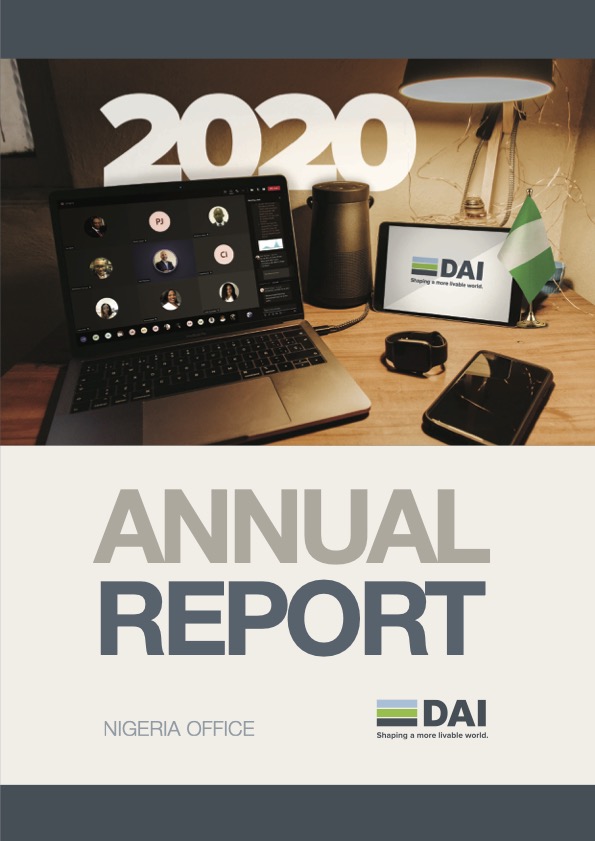 2020
PJ
CI
DAI
Shaping a more livable world.
ANNUAL
REPORT
NIGERIA OFFICE
DAI
Shaping a more livable world.